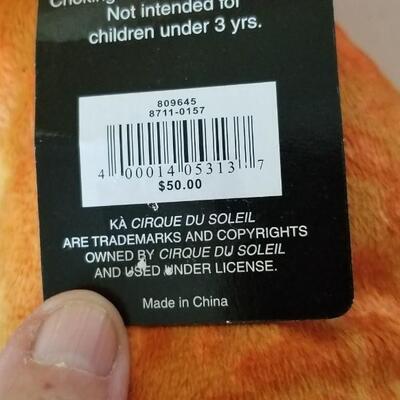 Choking
Not intended for
children under 3 yrs.
809645
8711-0157
4 00014 05313 7
$50.00
KÀ CIRQUE DU SOLEIL
ARE TRADEMARKS AND COPYRIGHTS
OWNED BY CIRQUE DU SOLEIL
AND USED UNDER LICENSE.
Made in China